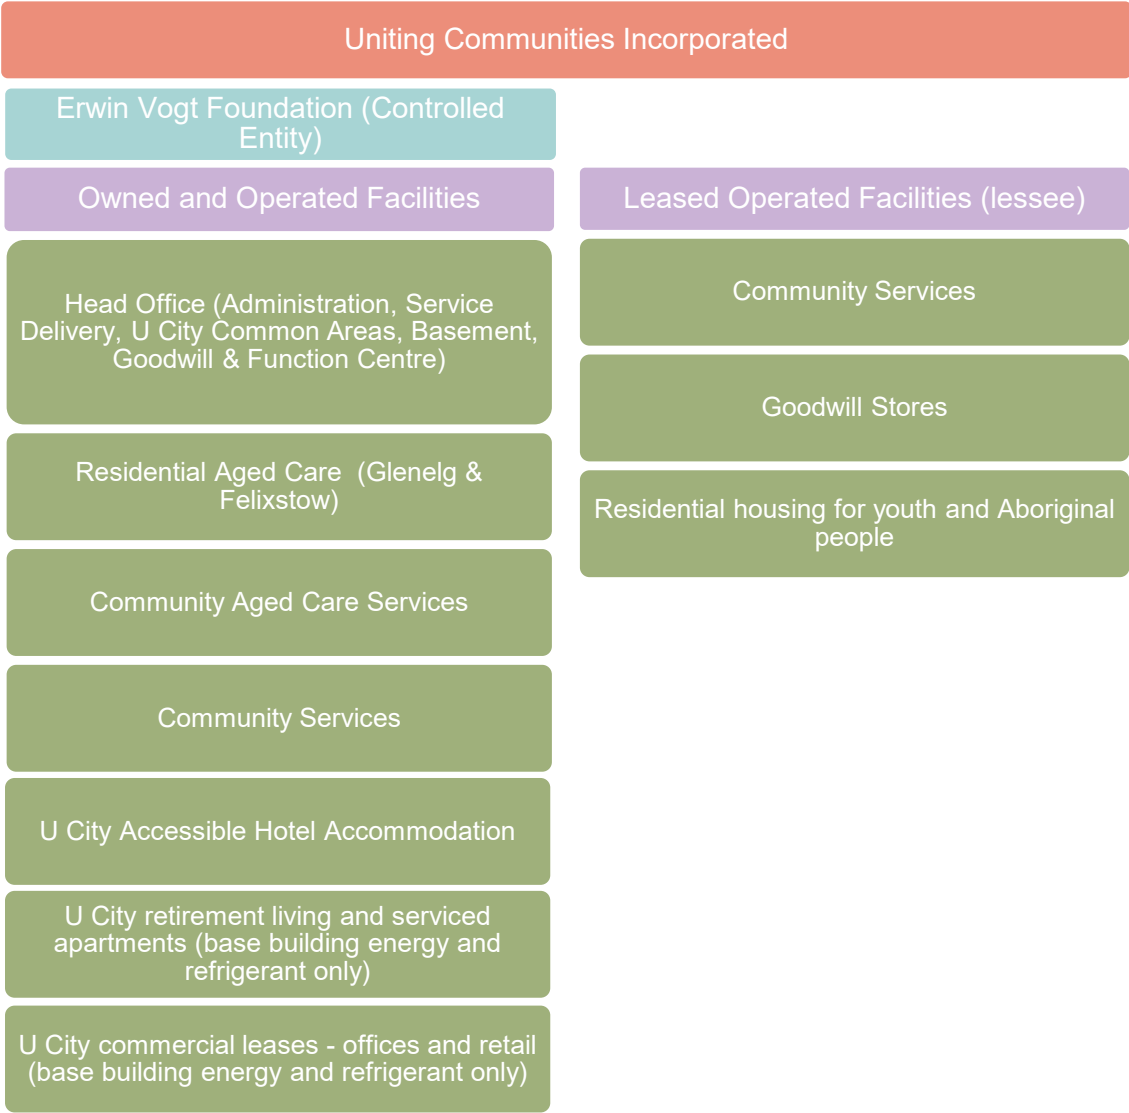 Uniting Communities Incorporated
Erwin Vogt Foundation (Controlled
Entity)
Owned and Operated Facilities
Head Office (Administration, Service
Delivery, U City Common Areas, Basement,
Goodwill & Function Centre)
Residential Aged Care  (Glenelg &
Felixstow)
Community Aged Care Services
Community Services
U City Accessible Hotel Accommodation
U City retirement living and serviced
apartments (base building energy and
refrigerant only)
U City commercial leases - offices and retail
(base building energy and refrigerant only)
Leased Operated Facilities (lessee)
Community Services
Goodwill Stores
Residential housing for youth and Aboriginal
people